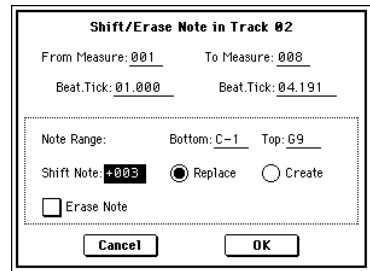 Shift/Erase Note in Track 02
From Measure: 001 To Measure: 008
Beat.Tick: 01.000 Beat.Tick: 04.191
Note Range: Bottom: C-1 Top: G9
Shift Note: +003 Replace Create
Erase Note
Cancel OK